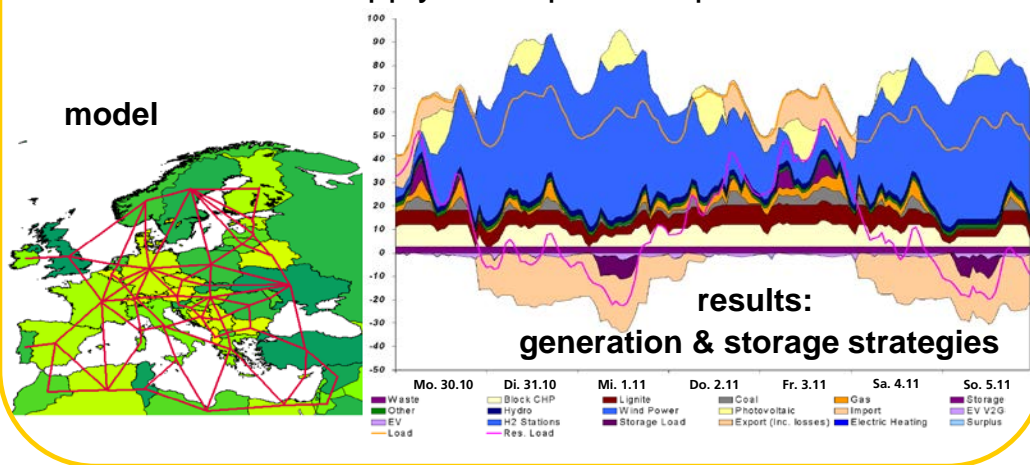 model
100
90
80
70
60
50
40
30
20
10
0
-10
-20
-30
-40
-50
results:
generation & storage strategies
Mo. 30.10 Di. 31.10 Mi. 1.11 Do. 2.11 Fr. 3.11 Sa. 4.11 So. 5.11
Waste Block CHP Lignite Coal Gas Storage
Other Hydro Wind Power Photovoltaic Import EV V2G
EV H2 Stations Storage Load Export (Inc. losses) Electric Heating Surplus
Load Res. Load